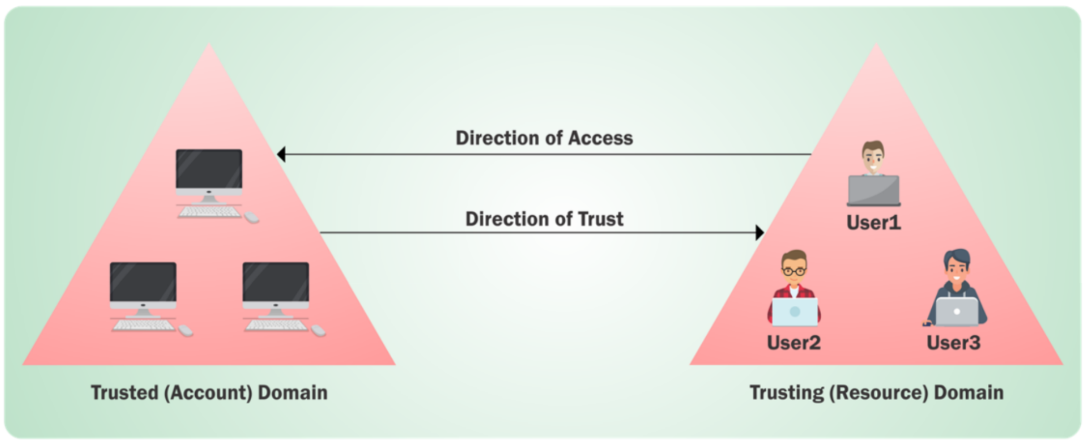 Direction of Access
Direction of Trust
User1
User2
User3
Trusted (Account) Domain
Trusting (Resource) Domain